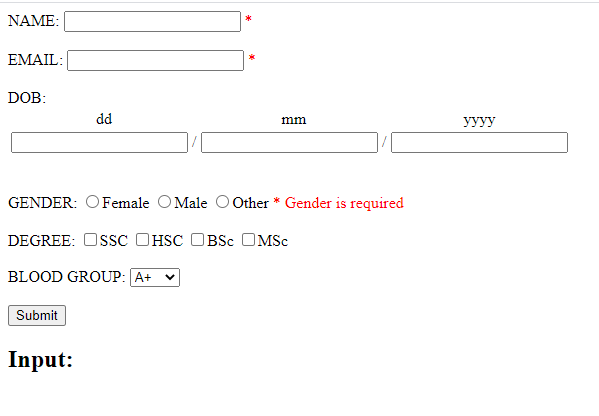 NAME: *
EMAIL: *
DOB:
dd mm yyyy
/ /
GENDER: Female Male Other * Gender is required
DEGREE: SSC HSC BSc MSc
BLOOD GROUP: A+
Submit
Input: